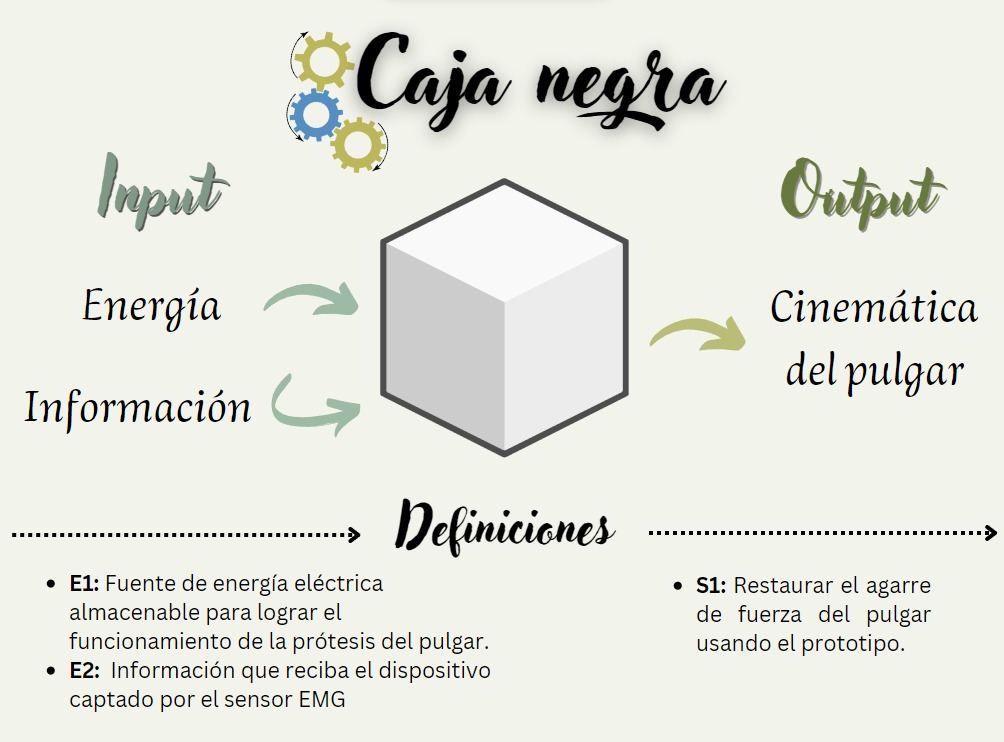 Caja negra
Input
Output
Energía
Información
Cinemática
del pulgar
Definiciones
• E1: Fuente de energía eléctrica
almacenable para lograr el
funcionamiento de la prótesis del pulgar.
• E2: Información que reciba el dispositivo
captado por el sensor EMG
• S1: Restaurar el agarre
de fuerza del pulgar
usando el prototipo.